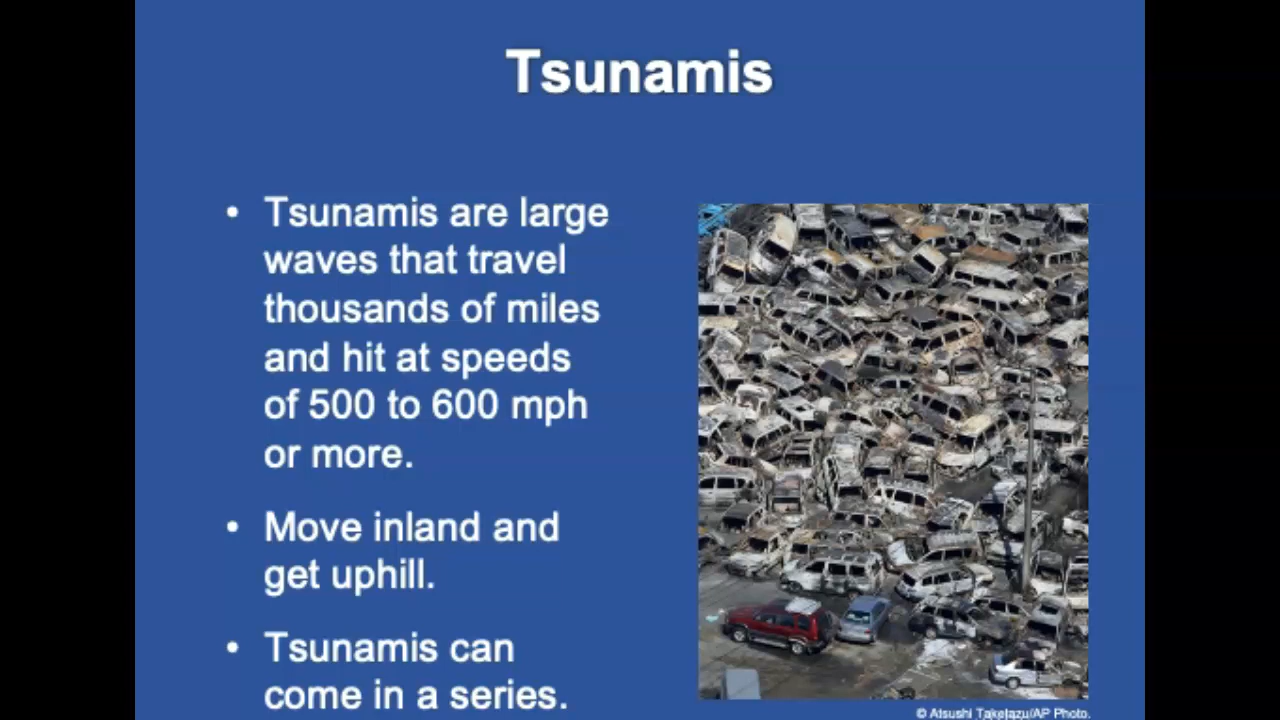 Tsunamis
• Tsunamis are large
waves that travel
thousands of miles
and hit at speeds
of 500 to 600 mph
or more.
• Move inland and
get uphill.
• Tsunamis can
come in a series.
© Atsushi Taketazu/AP Photo.